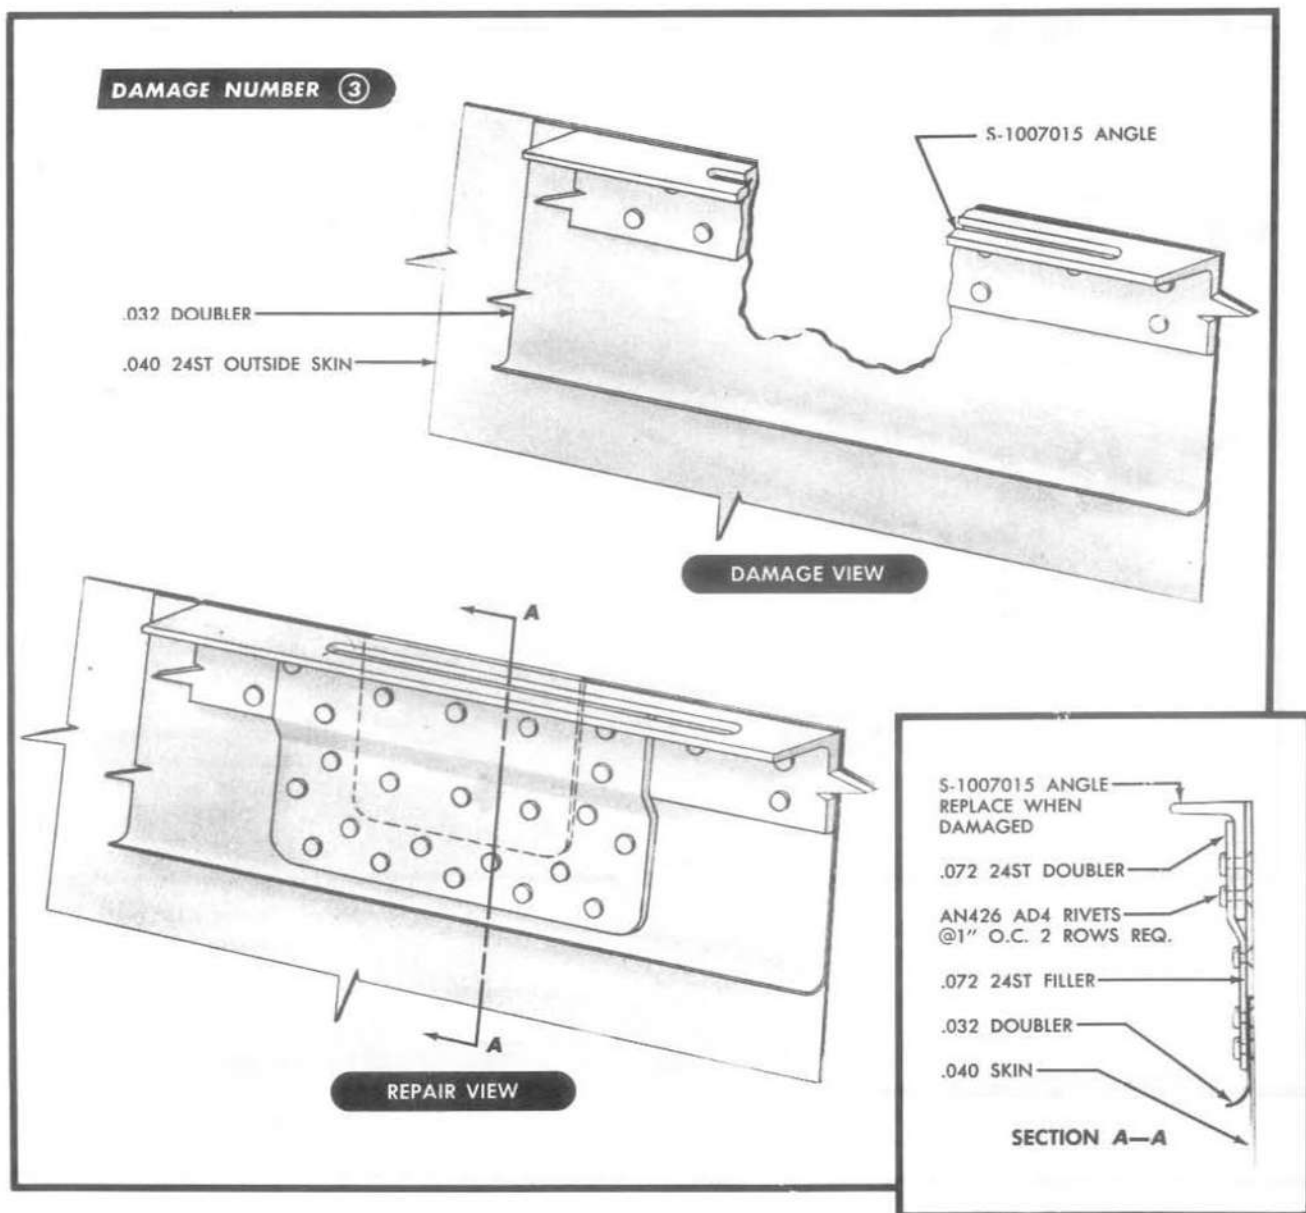 DAMAGE NUMBER ③
S-1007015 ANGLE
.032 DOUBLER
.040 24ST OUTSIDE SKIN
DAMAGE VIEW
A
A
REPAIR VIEW
S-1007015 ANGLE
REPLACE WHEN
DAMAGED
.072 24ST DOUBLER
AN426 AD4 RIVETS
@1" O.C. 2 ROWS REQ.
.072 24ST FILLER
.032 DOUBLER
.040 SKIN
SECTION A—A